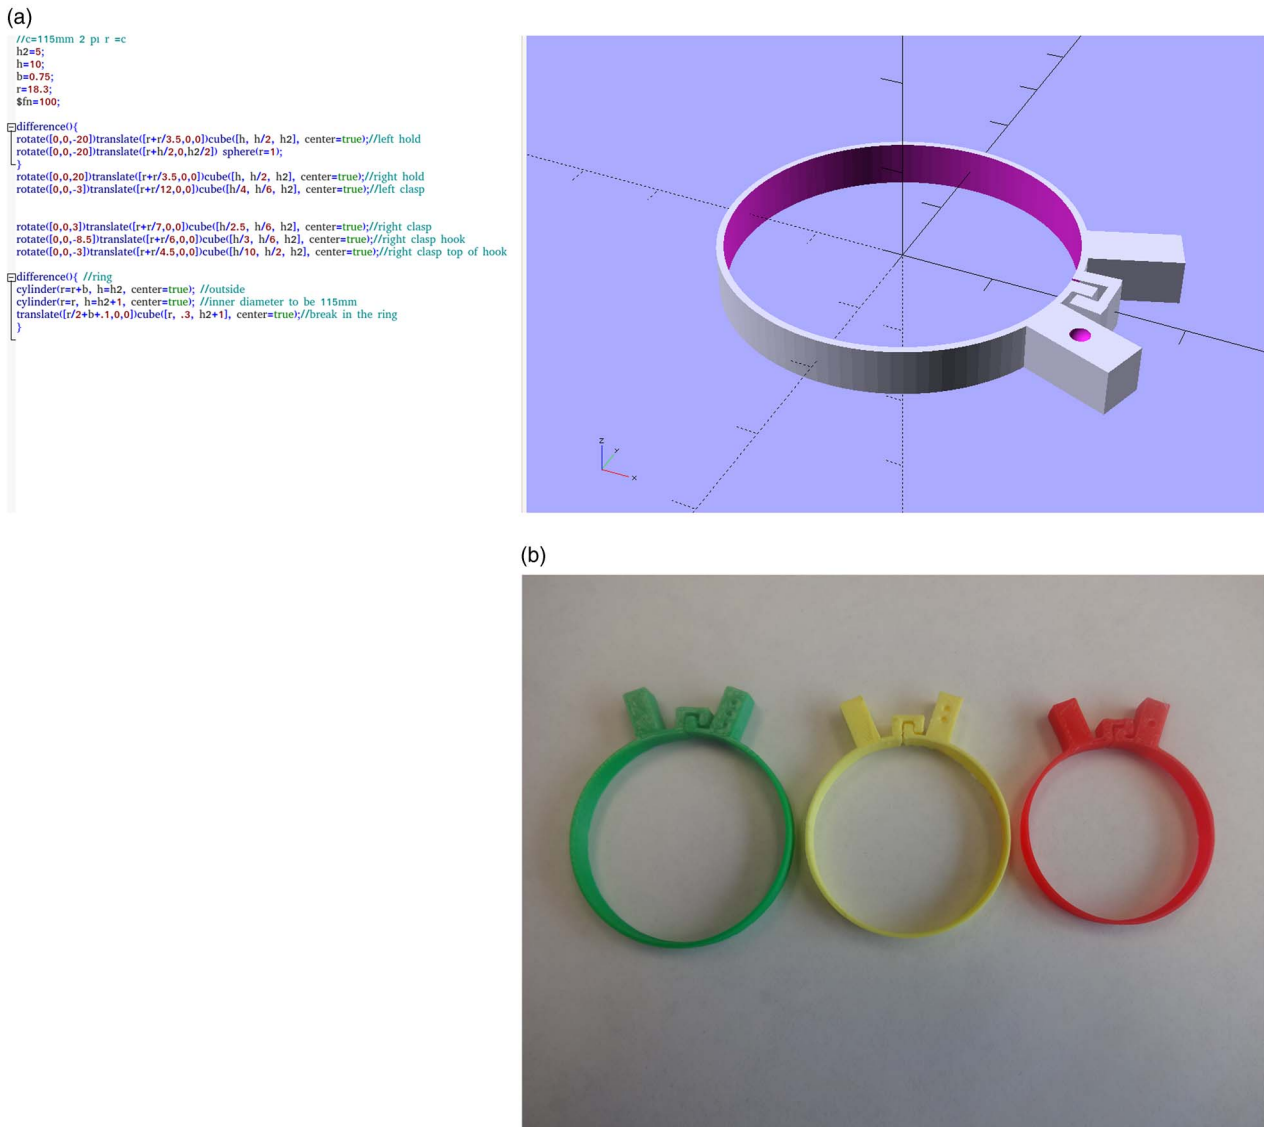 (a)
//c=115mm 2 pi r =c
h2=5;
h=10;
b=0.75;
r=18.3;
$fn=100;
difference(){
rotate([0,0,-20])translate([r+r/3.5,0,0])cube([h, h/2, h2], center=true);//left hold
rotate([0,0,-20])translate([r+h/2,0,h2/2]) sphere(r=1);
}
rotate([0,0,20])translate([r+r/3.5,0,0])cube([h, h/2, h2], center=true);//right hold
rotate([0,0,-3])translate([r+r/12,0,0])cube([h/4, h/6, h2], center=true);//left clasp
rotate([0,0,3])translate([r+r/7,0,0])cube([h/2.5, h/6, h2], center=true);//right clasp
rotate([0,0,-8.5])translate([r+r/6,0,0])cube([h/3, h/6, h2], center=true);//right clasp hook
rotate([0,0,-3])translate([r+r/4.5,0,0])cube([h/10, h/2, h2], center=true);//right clasp top of hook
difference(){ //ring
cylinder(r=r+b, h=h2, center=true); //outside
cylinder(r=r, h=h2+1, center=true); //inner diameter to be 115mm
translate([r/2+b+.1,0,0])cube([r, .3, h2+1], center=true);//break in the ring
}
z
y
x
(b)